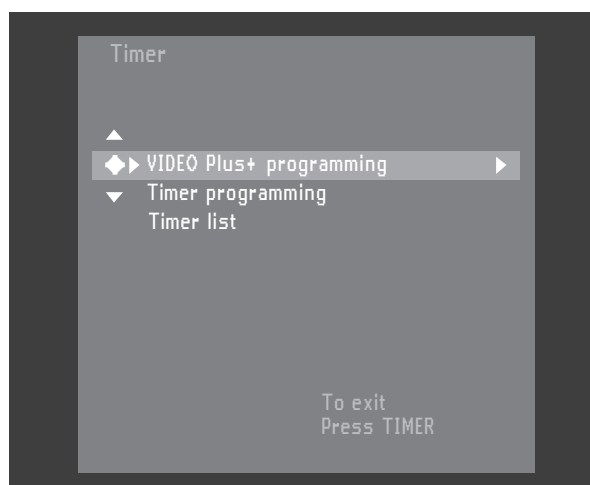 Timer
VIDEO Plus+ programming
Timer programming
Timer list
To exit
Press TIMER